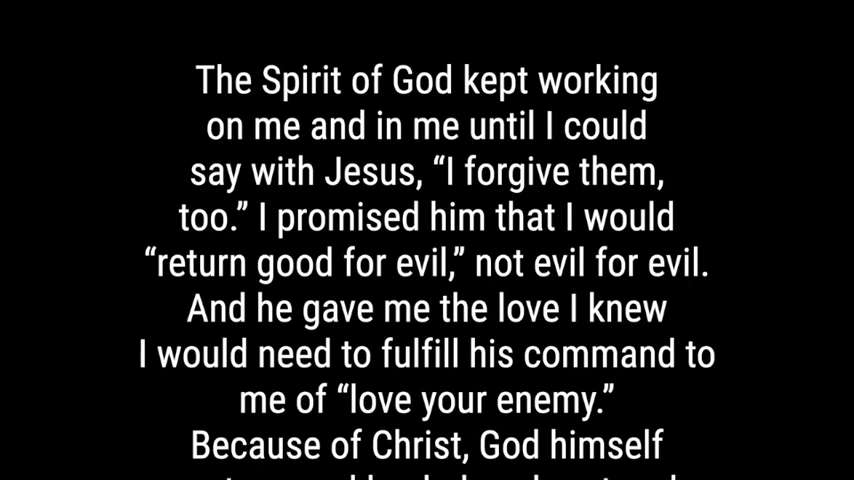 The Spirit of God kept working
on me and in me until I could
say with Jesus, “I forgive them,
too.” I promised him that I would
“return good for evil,” not evil for evil.
And he gave me the love I knew
I would need to fulfill his command to
me of “love your enemy.”
Because of Christ, God himself